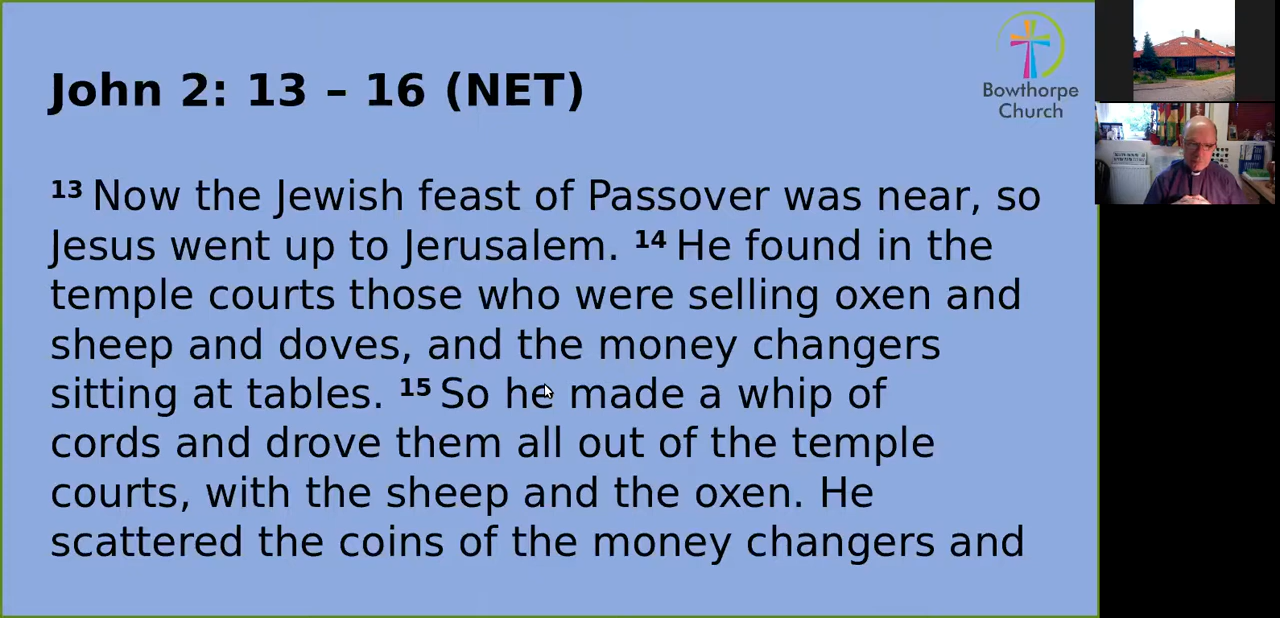 John 2: 13 – 16 (NET)
Bowthorpe
Church
13 Now the Jewish feast of Passover was near, so
Jesus went up to Jerusalem. 14 He found in the
temple courts those who were selling oxen and
sheep and doves, and the money changers
sitting at tables. 15 So he made a whip of
cords and drove them all out of the temple
courts, with the sheep and the oxen. He
scattered the coins of the money changers and